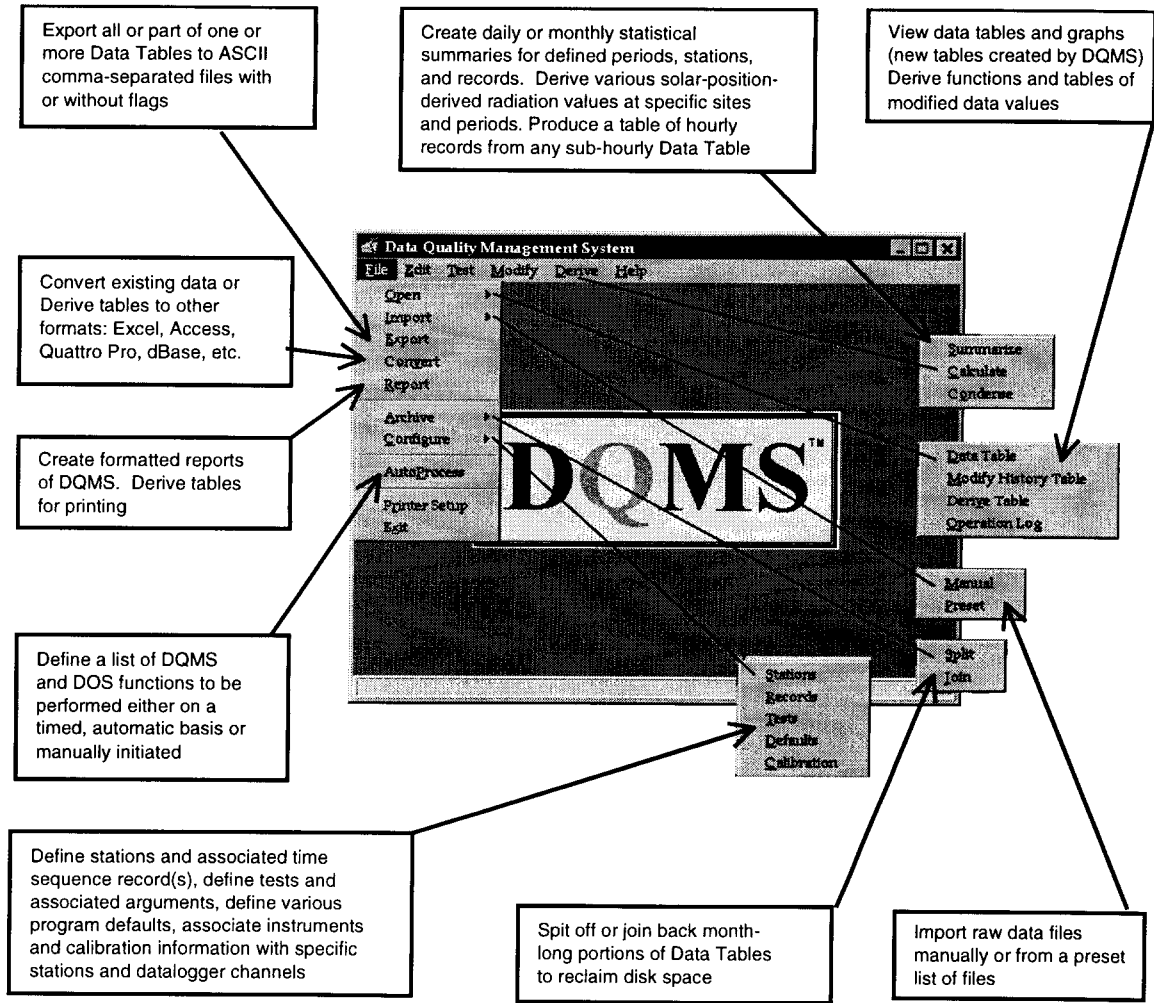 Export all or part of one or
more Data Tables to ASCII
comma-separated files with
or without flags
Create daily or monthly statistical
summaries for defined periods, stations,
and records. Derive various solar-position-
derived radiation values at specific sites
and periods. Produce a table of hourly
records from any sub-hourly Data Table
View data tables and graphs
(new tables created by DQMS)
Derive functions and tables of
modified data values
Convert existing data or
Derive tables to other
formats: Excel, Access,
Quattro Pro, dBase, etc.
Create formatted reports
of DQMS. Derive tables
for printing
Define a list of DQMS
and DOS functions to be
performed either on a
timed, automatic basis or
manually initiated
Data Quality Management System
File Edit Test Modify Derive Help
Open
Import
Export
Convert
Report
Archive
Configure
AutoProcess
Printer Setup
Exit
DQMS™
Summarize
Calculate
Condense
Data Table
Modify History Table
Derive Table
Operation Log
Manual
Preset
Split
Join
Stations
Records
Tests
Defaults
Calibration
Define stations and associated time
sequence record(s), define tests and
associated arguments, define various
program defaults, associate instruments
and calibration information with specific
stations and datalogger channels
Spit off or join back month-
long portions of Data Tables
to reclaim disk space
Import raw data files
manually or from a preset
list of files